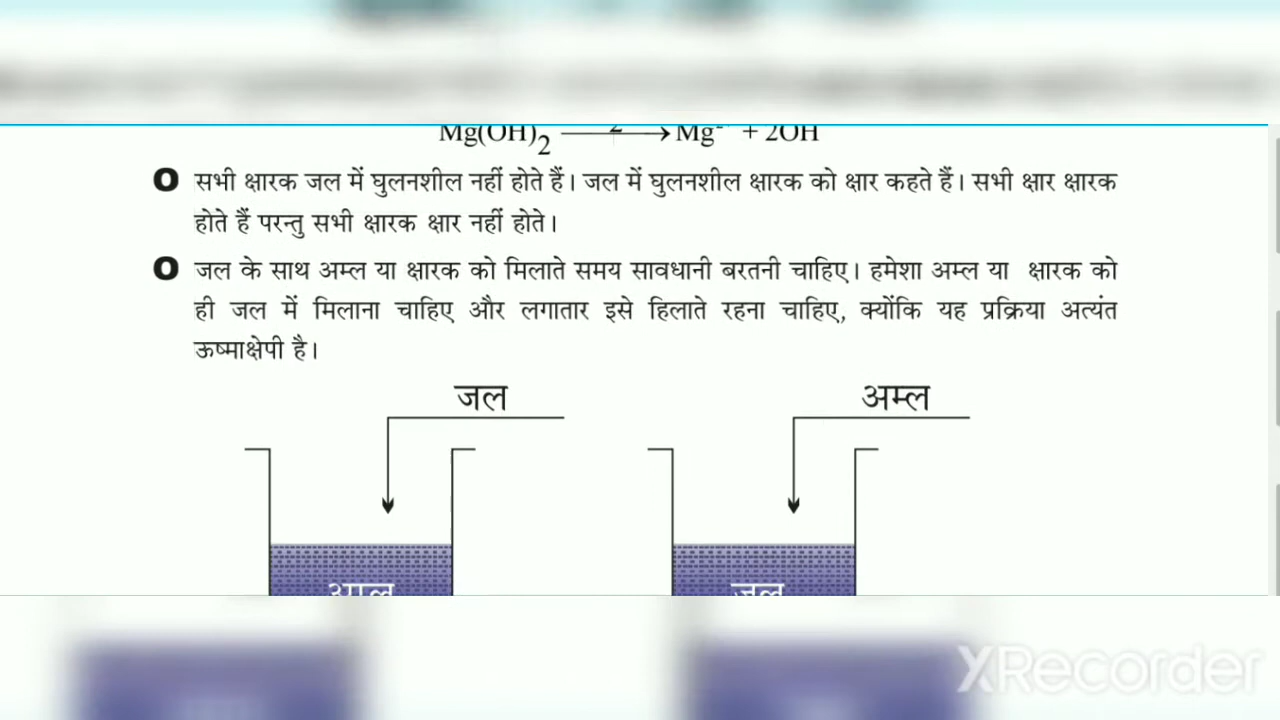 Mg(OH)2 ⟶ Mg + 2OH
O सभी क्षारक जल में घुलनशील नहीं होते हैं। जल में घुलनशील क्षारक को क्षार कहते हैं। सभी क्षार क्षारक
होते हैं परन्तु सभी क्षारक क्षार नहीं होते।
O जल के साथ अम्ल या क्षारक को मिलाते समय सावधानी बरतनी चाहिए। हमेशा अम्ल या क्षारक को
ही जल में मिलाना चाहिए और लगातार इसे हिलाते रहना चाहिए, क्योंकि यह प्रक्रिया अत्यंत
ऊष्माक्षेपी है।
जल अम्ल
अम्ल जल
XRecorder